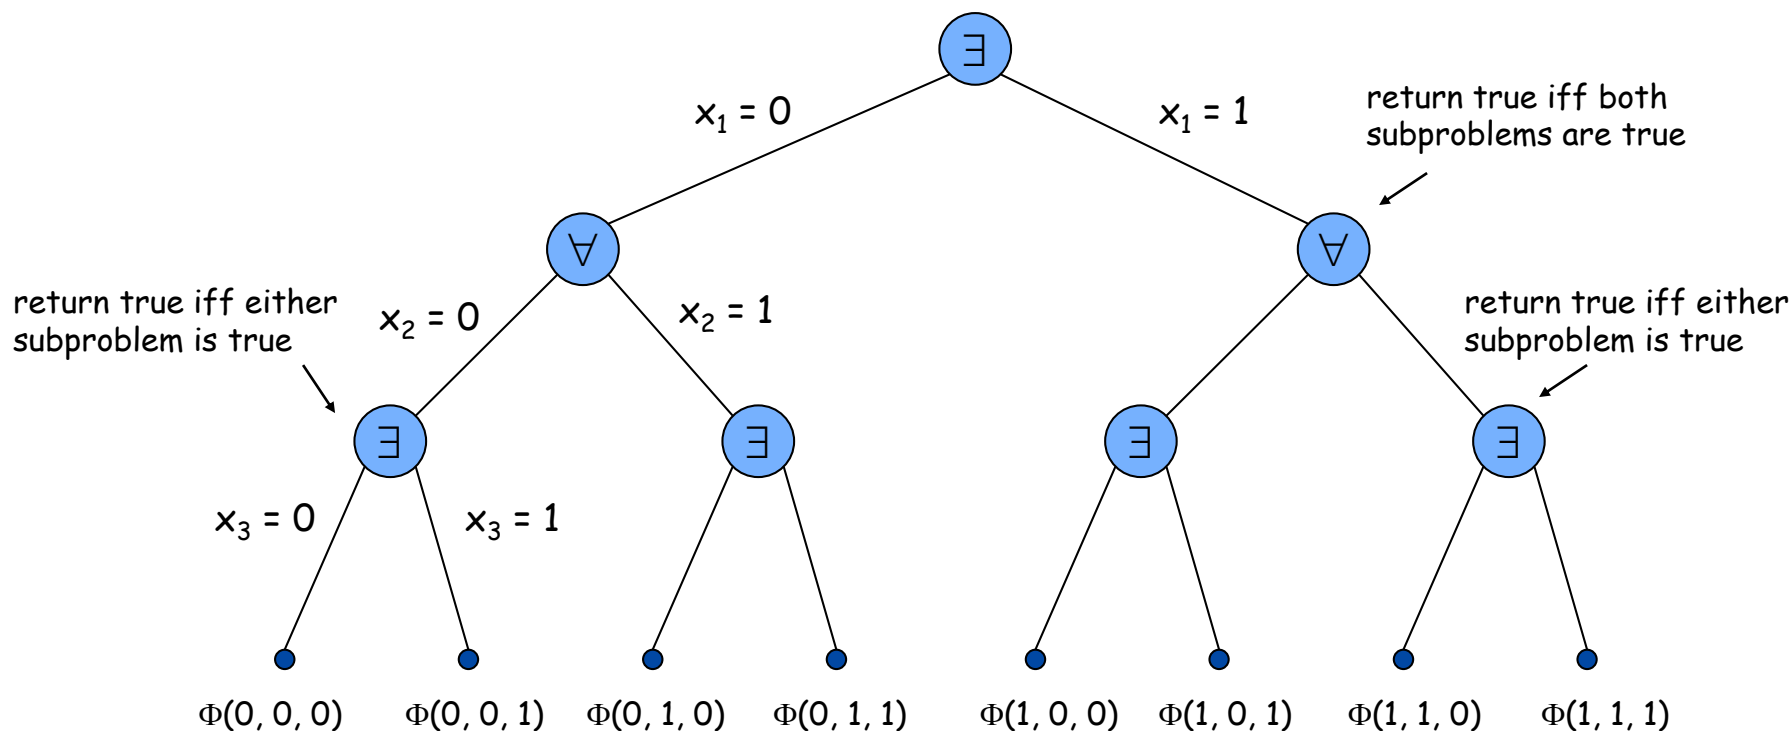 ∃
x₁ = 0
x₁ = 1
return true iff both
subproblems are true
∀
∀
return true iff either
subproblem is true
x₂ = 0
x₂ = 1
return true iff either
subproblem is true
∃
∃
∃
∃
x₃ = 0
x₃ = 1
Φ(0, 0, 0)
Φ(0, 0, 1)
Φ(0, 1, 0)
Φ(0, 1, 1)
Φ(1, 0, 0)
Φ(1, 0, 1)
Φ(1, 1, 0)
Φ(1, 1, 1)